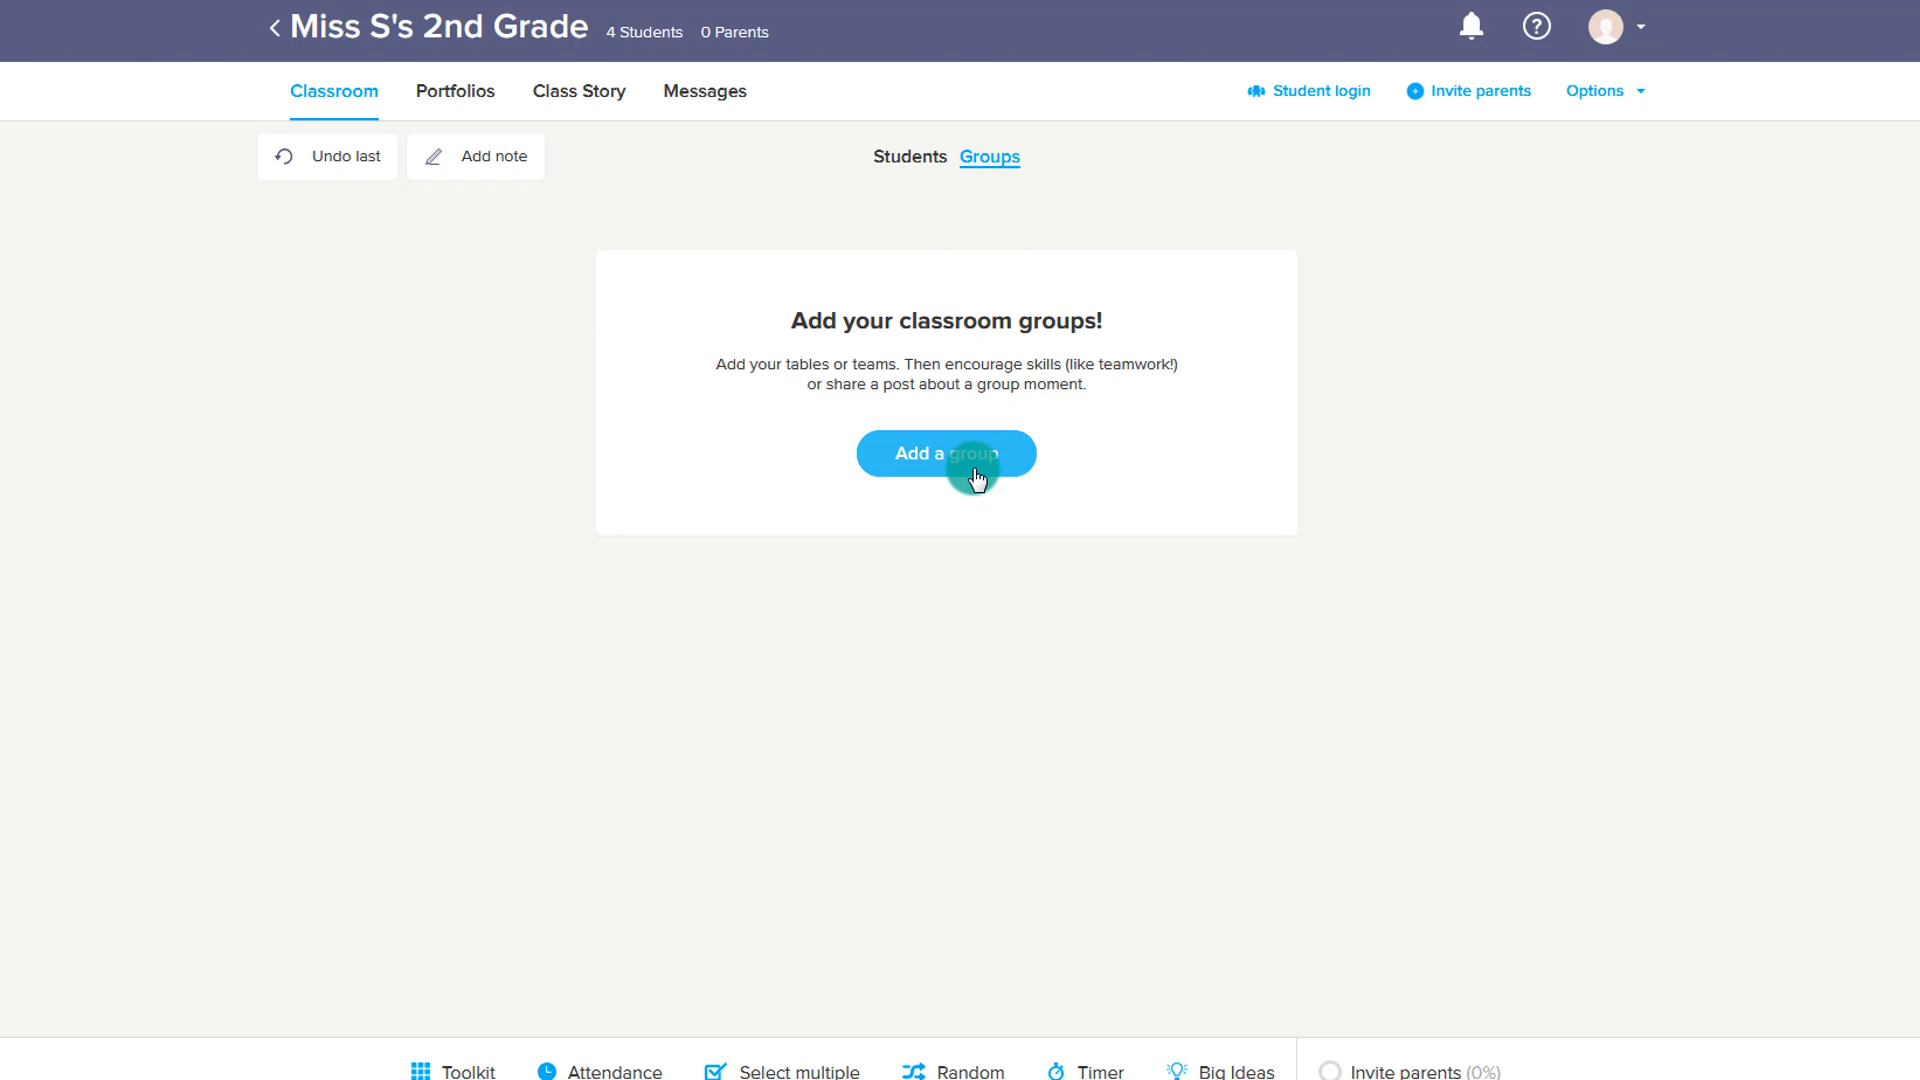 Miss S's 2nd Grade 4 Students 0 Parents
Classroom Portfolios Class Story Messages Student login Invite parents Options
Undo last Add note Students Groups
Add your classroom groups!
Add your tables or teams. Then encourage skills (like teamwork!)
or share a post about a group moment.
Add a group
Toolkit Attendance Select multiple Random Timer Big Ideas Invite parents (0%)